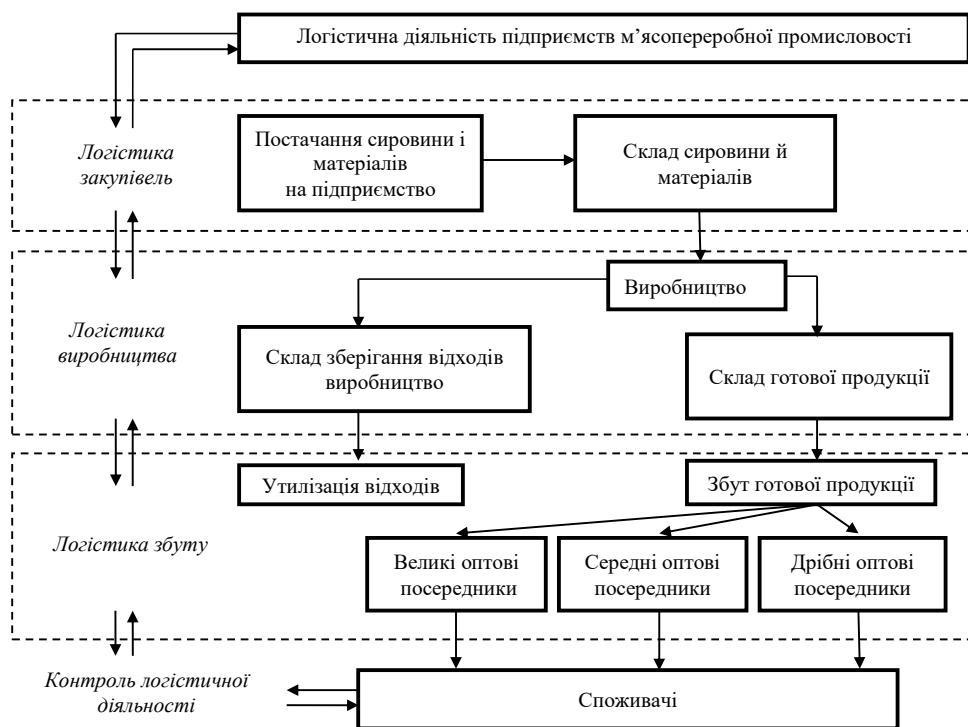 Логістична діяльність підприємств м’ясопереробної промисловості
Логістика
закупівель
Постачання сировини і
матеріалів
на підприємство
Склад сировини й
матеріалів
Виробництво
Логістика
виробництва
Склад зберігання відходів
виробництво
Склад готової продукції
Утилізація відходів
Збут готової продукції
Логістика збуту
Великі оптові
посередники
Середні оптові
посередники
Дрібні оптові
посередники
Контроль логістичної
діяльності
Споживачі